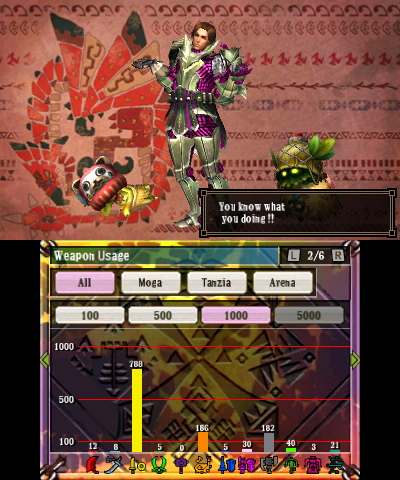 You know what
you doing !!
Weapon Usage
L 2/6 R
All Moga Tanzia Arena
100 500 1000 5000
1000
788
500
186 182
100 12 8 5 0 5 30 40 3 21